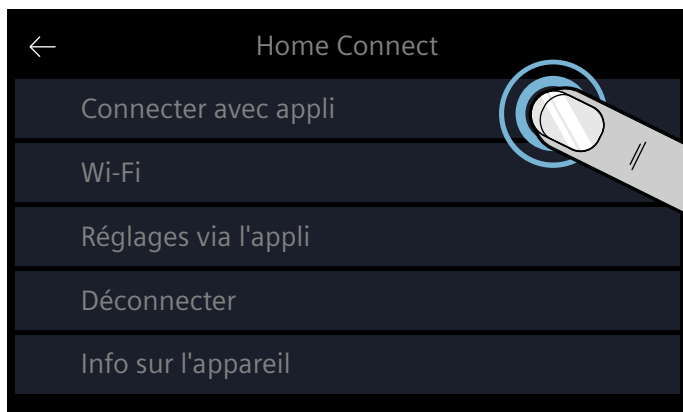 Home Connect
Connecter avec appli
Wi-Fi
Réglages via l'appli
Déconnecter
Info sur l'appareil